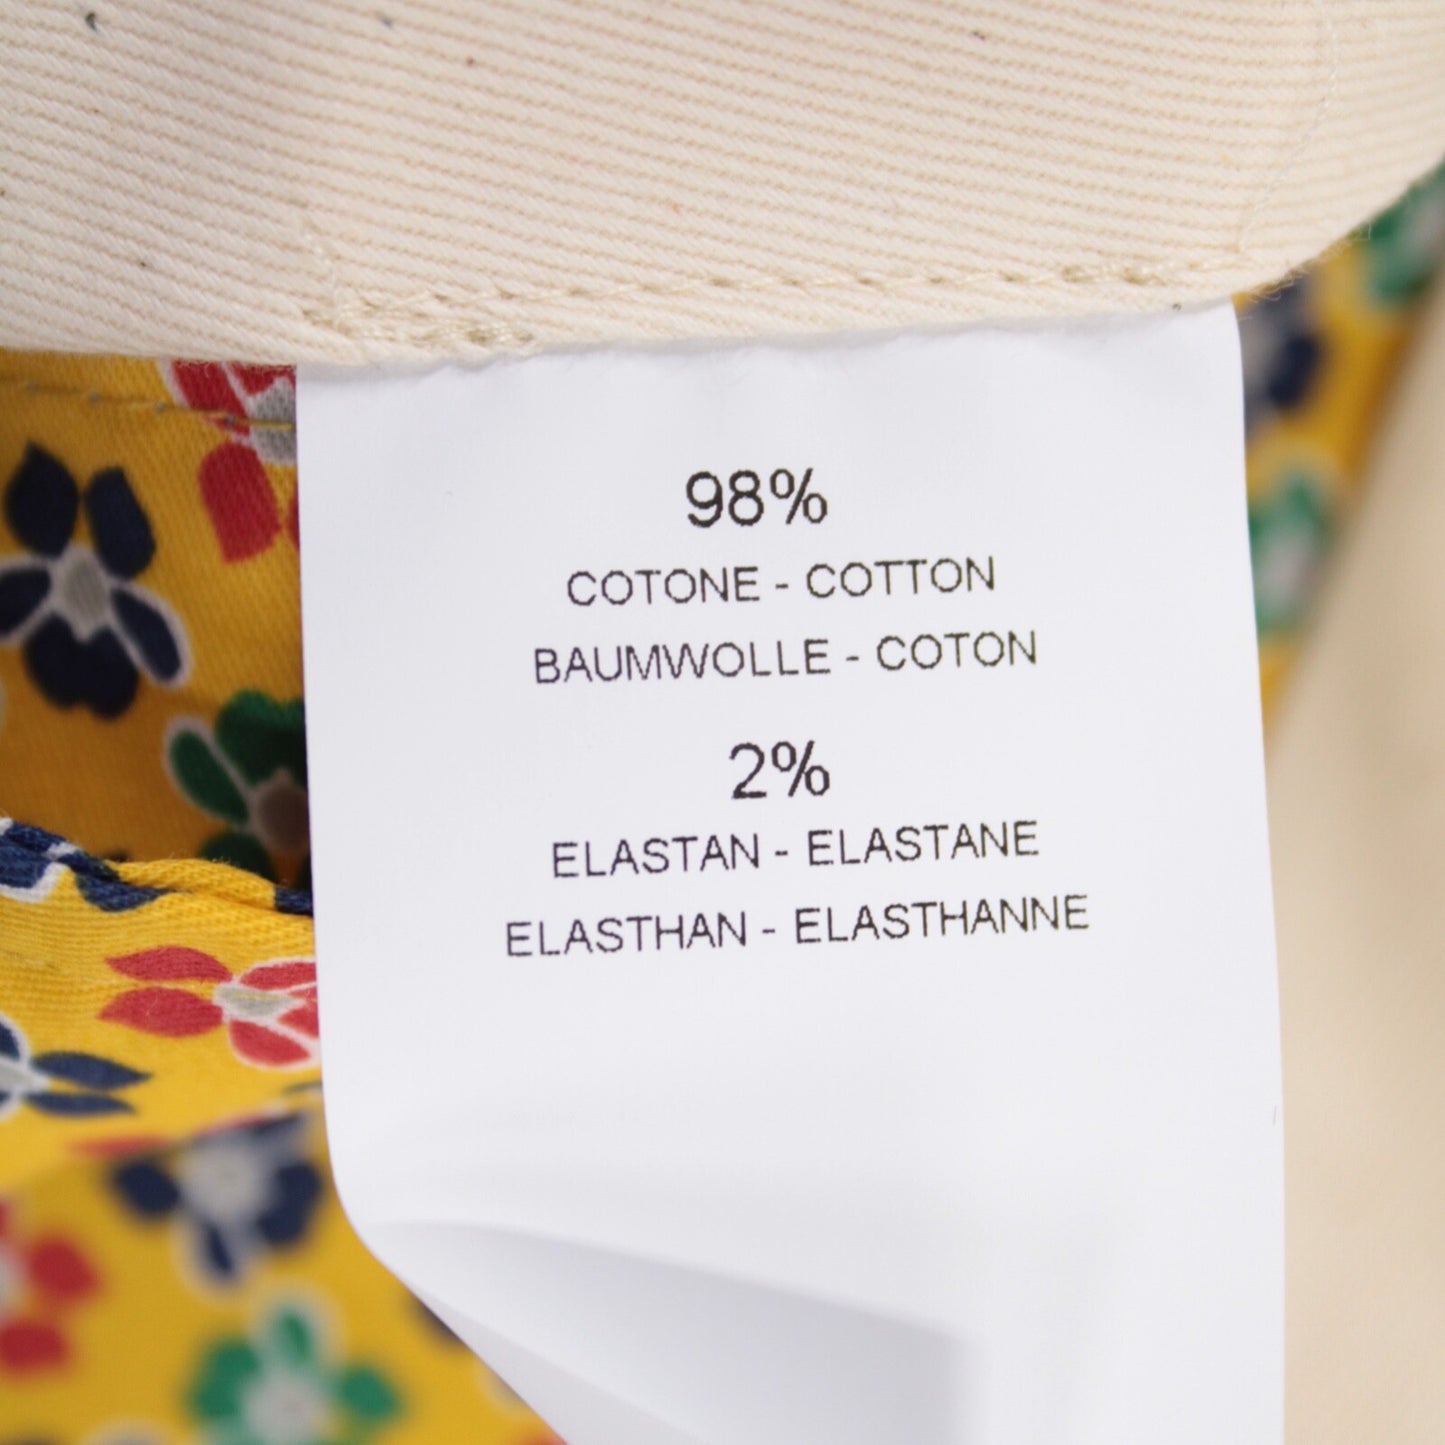 98%
COTONE - COTTON
BAUMWOLLE - COTON
2%
ELASTAN - ELASTANE
ELASTHAN - ELASTHANNE